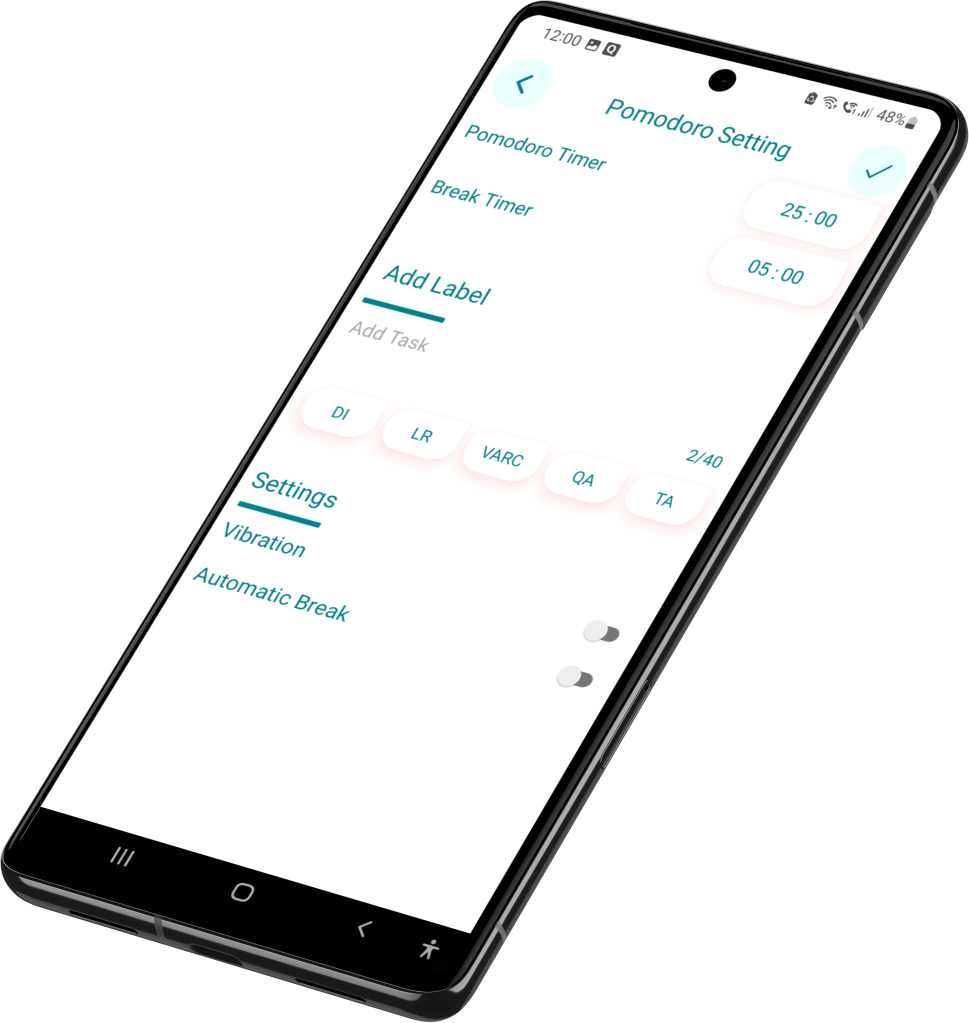 12:00 Q 48%
Pomodoro Setting
Pomodoro Timer 25 : 00
Break Timer 05 : 00
Add Label
Add Task
2/40
DI LR VARC QA TA
Settings
Vibration
Automatic Break